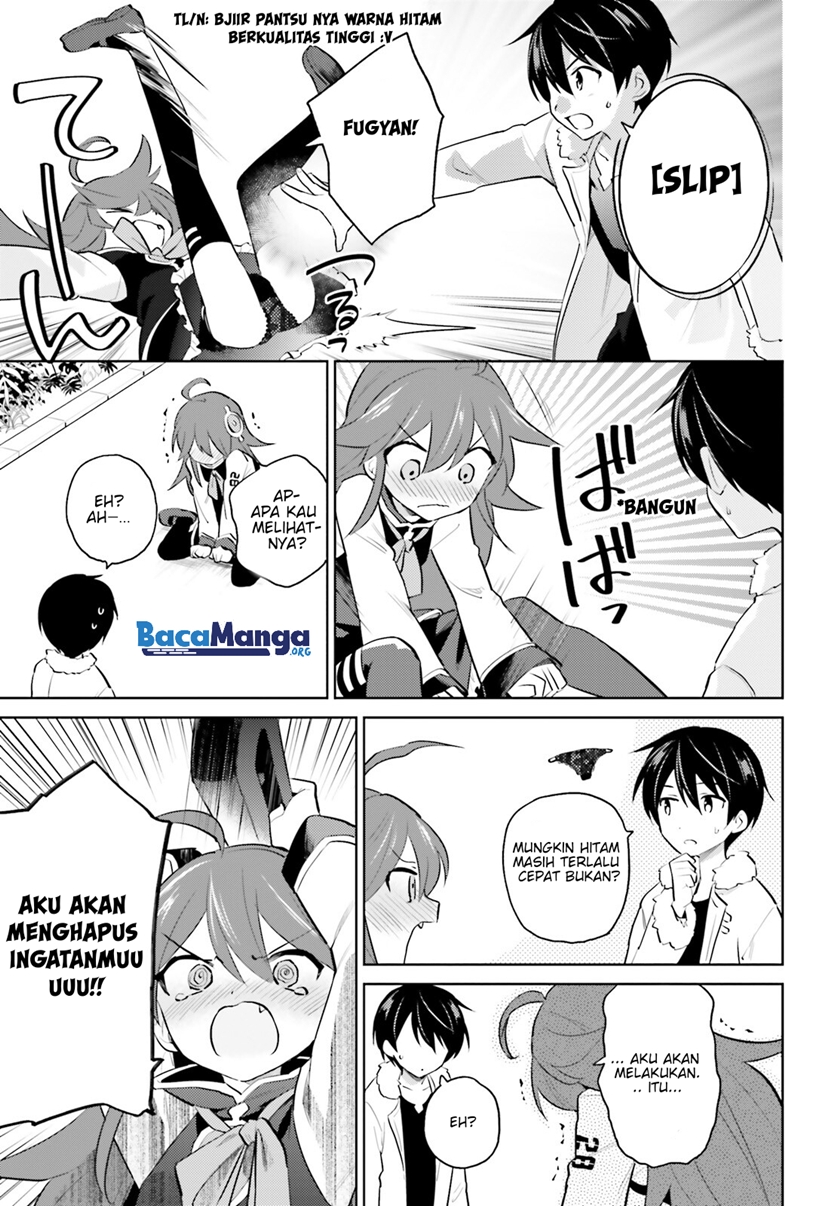 TL/N: BJIIR PANTSU NYA WARNA HITAM
BERKUALITAS TINGGI :V
[SLIP]
FUGYAN!
てーん
つるっ
ばばっ
*BANGUN
AP-
APA KAU
MELIHAT-
NYA?
EH?
AH-...
28
BacaManga
.ORG
MUNGKIN HITAM
MASIH TERLALU
CEPAT BUKAN?
... AKU AKAN
MELAKUKAN.
.. ITU...
28
EH?
AKU AKAN
MENGHAPUS
INGATANMUU
UUU!!